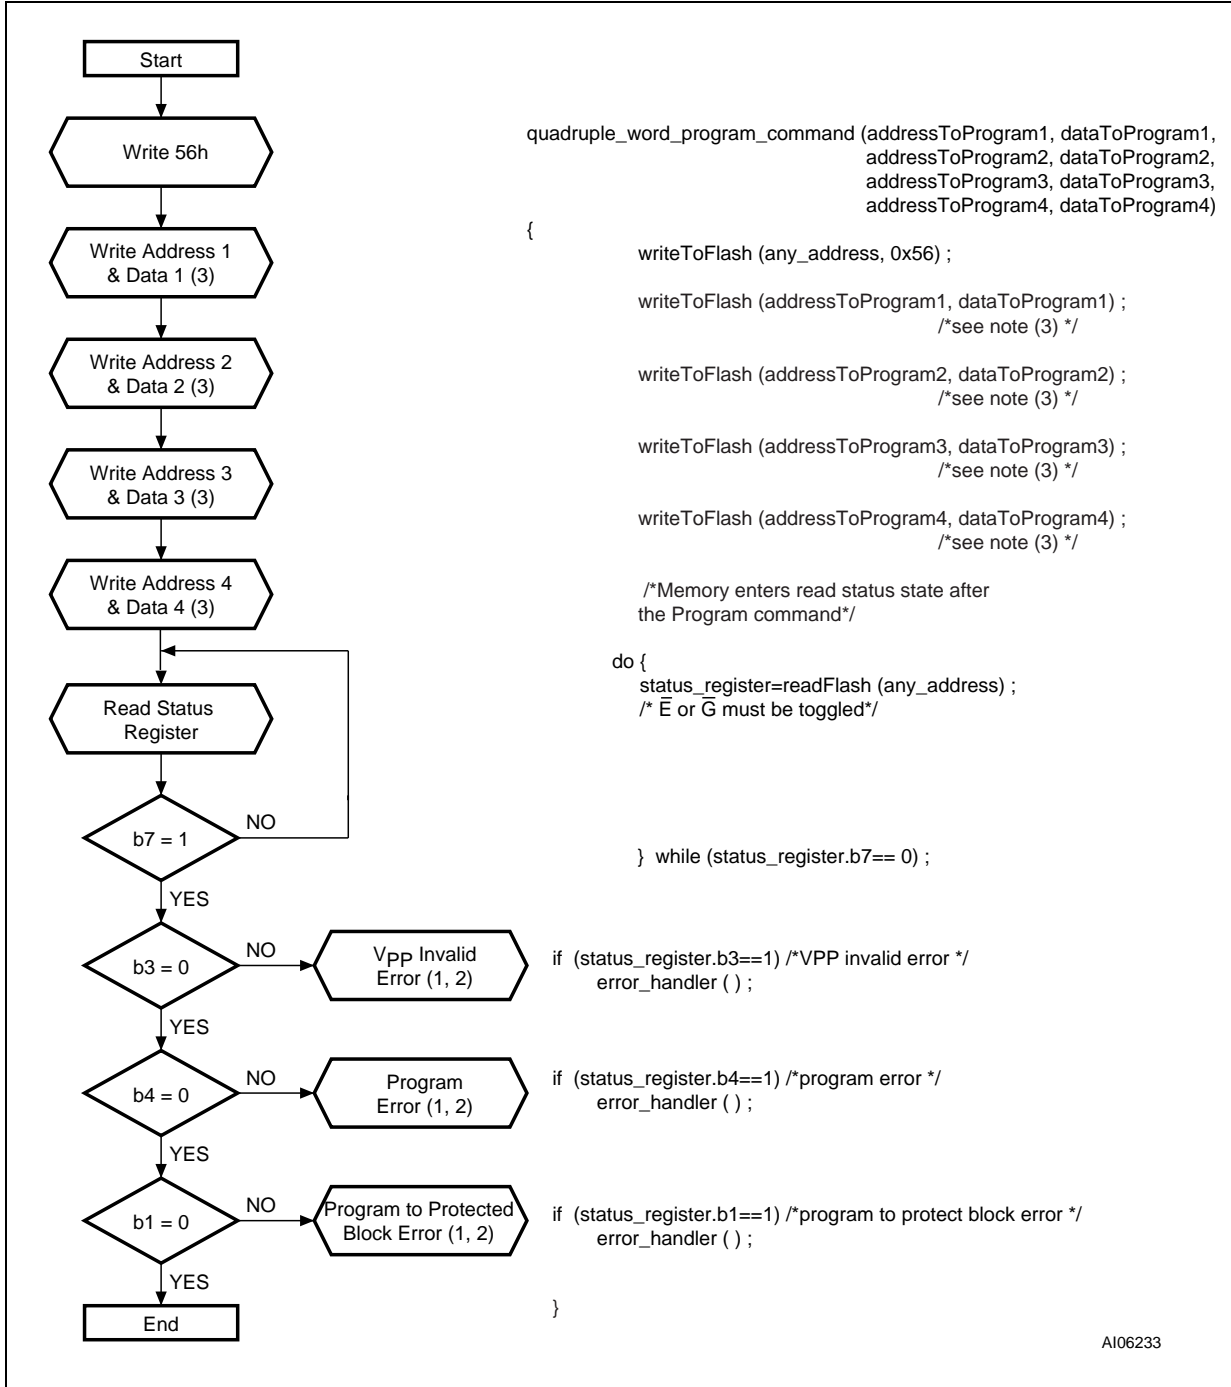 Start
Write 56h
Write Address 1
& Data 1 (3)
Write Address 2
& Data 2 (3)
Write Address 3
& Data 3 (3)
Write Address 4
& Data 4 (3)
Read Status
Register
b7 = 1
NO
YES
b3 = 0
NO
VPP Invalid
Error (1, 2)
YES
b4 = 0
NO
Program
Error (1, 2)
YES
b1 = 0
NO
Program to Protected
Block Error (1, 2)
YES
End
quadruple_word_program_command (addressToProgram1, dataToProgram1,
addressToProgram2, dataToProgram2,
addressToProgram3, dataToProgram3,
addressToProgram4, dataToProgram4)
{
writeToFlash (any_address, 0x56) ;
writeToFlash (addressToProgram1, dataToProgram1) ;
/*see note (3) */
writeToFlash (addressToProgram2, dataToProgram2) ;
/*see note (3) */
writeToFlash (addressToProgram3, dataToProgram3) ;
/*see note (3) */
writeToFlash (addressToProgram4, dataToProgram4) ;
/*see note (3) */
/*Memory enters read status state after
the Program command*/
do {
status_register=readFlash (any_address) ;
/* E̅ or G̅ must be toggled*/
} while (status_register.b7== 0) ;
if (status_register.b3==1) /*VPP invalid error */
error_handler ( ) ;
if (status_register.b4==1) /*program error */
error_handler ( ) ;
if (status_register.b1==1) /*program to protect block error */
error_handler ( ) ;
}
AI06233